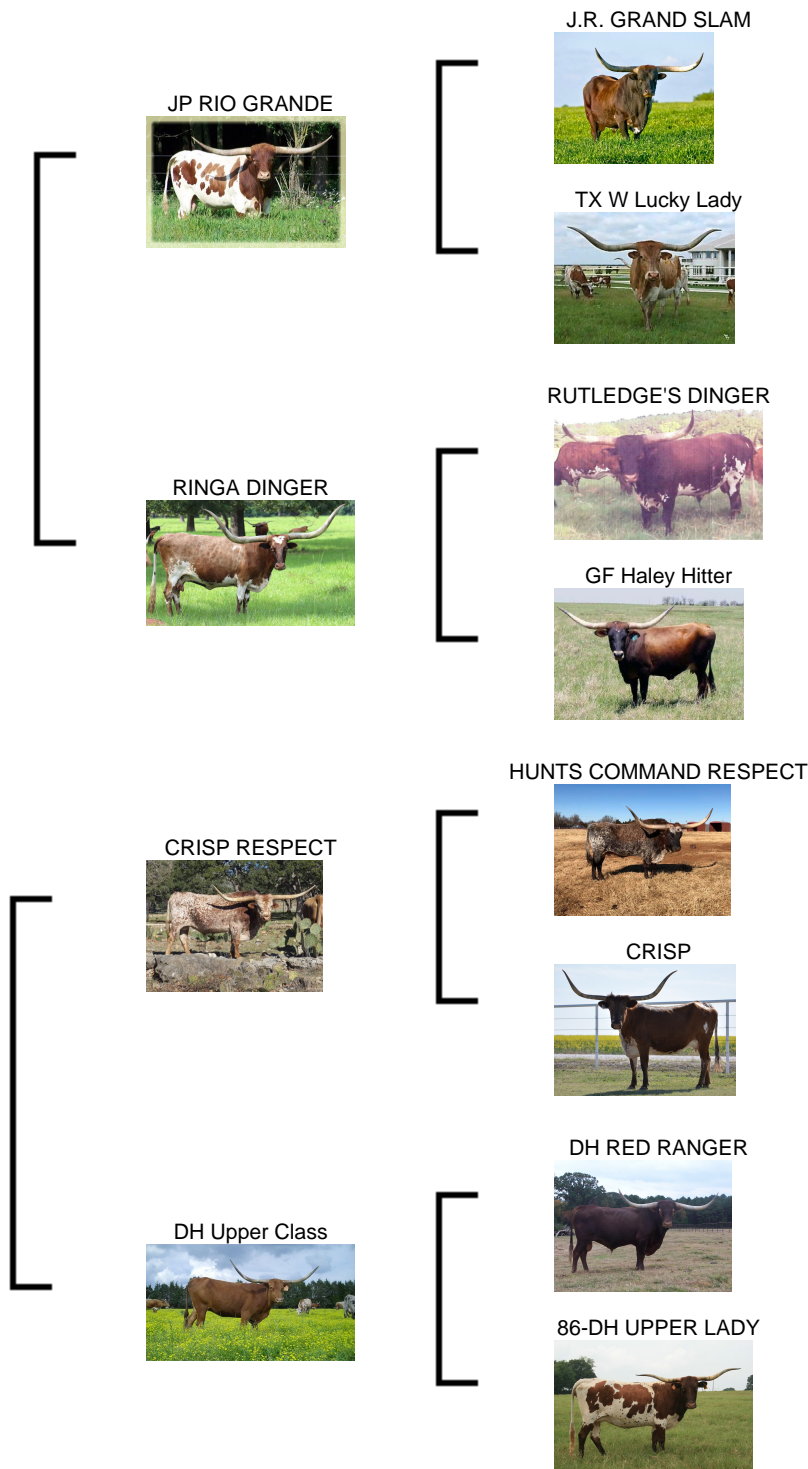 J.R. GRAND SLAM
JP RIO GRANDE
TX W Lucky Lady
RUTLEDGE'S DINGER
RINGA DINGER
GF Haley Hitter
HUNTS COMMAND RESPECT
CRISP RESPECT
CRISP
DH RED RANGER
DH Upper Class
86-DH UPPER LADY